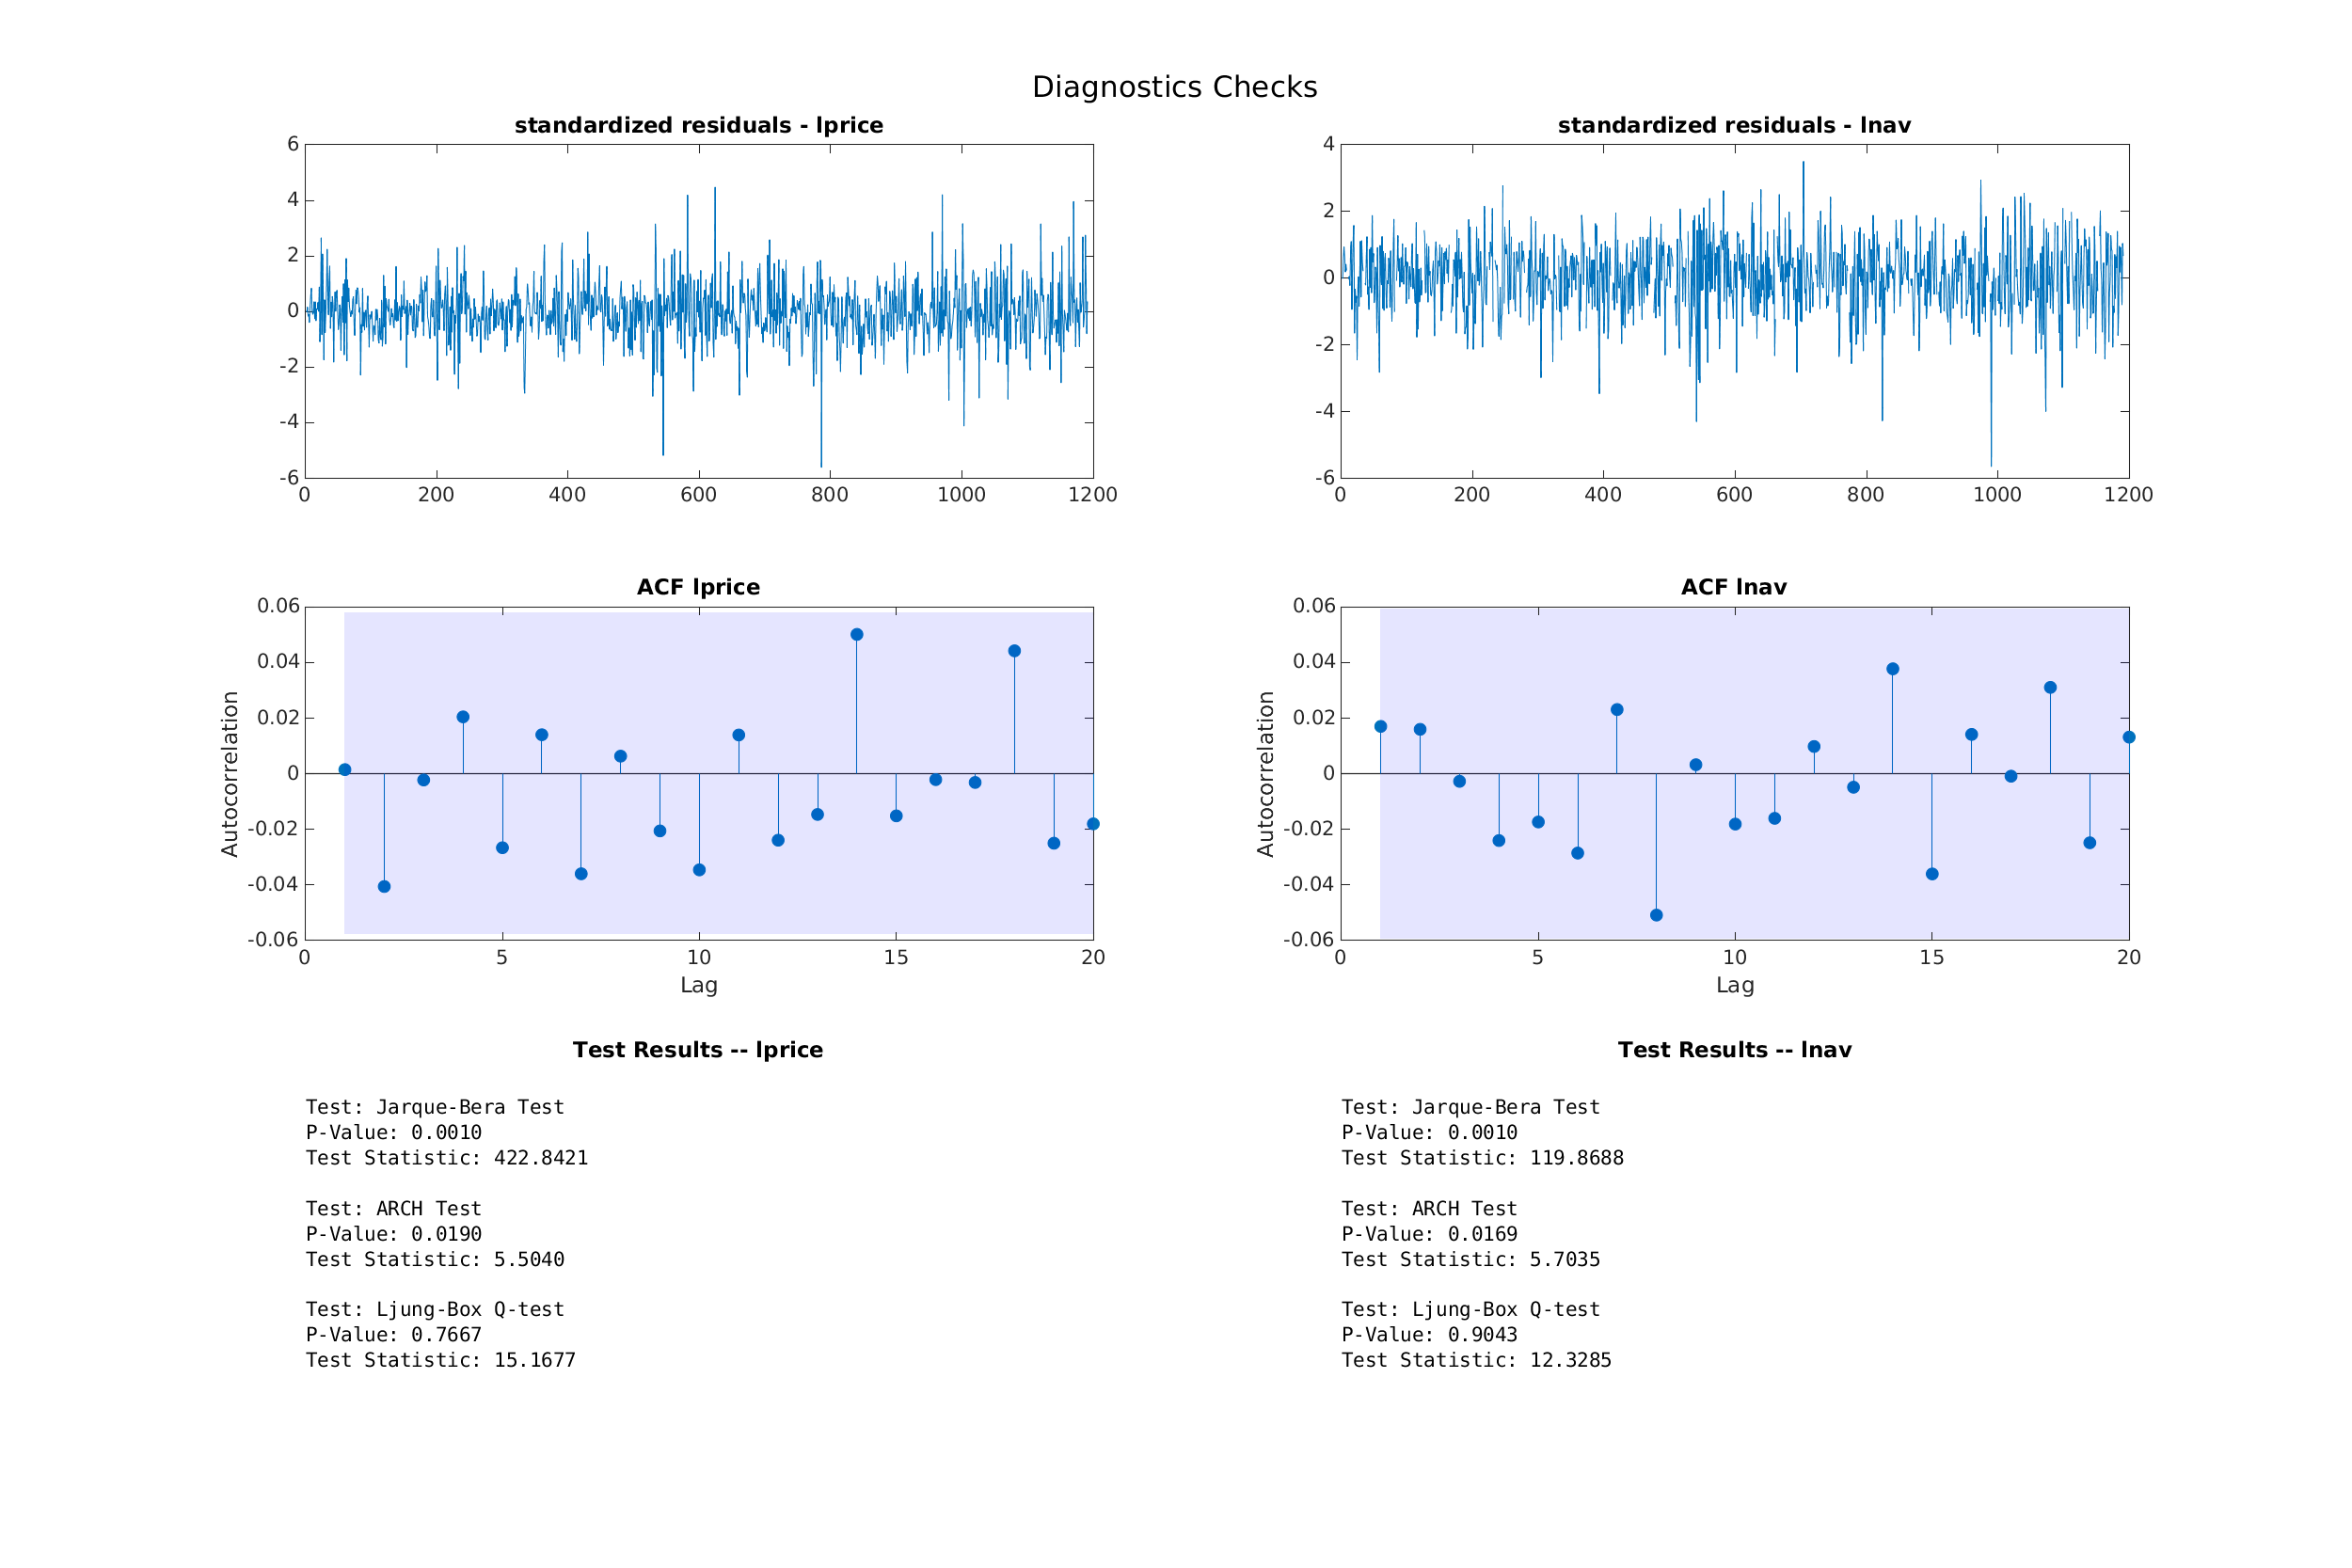 Diagnostics Checks
standardized residuals - lprice
6
4
2
0
-2
-4
-6
0 200 400 600 800 1000 1200
standardized residuals - lnav
4
2
0
-2
-4
-6
0 200 400 600 800 1000 1200
ACF lprice
Autocorrelation
0.06
0.04
0.02
0
-0.02
-0.04
-0.06
0 5 10 15 20
Lag
ACF lnav
Autocorrelation
0.06
0.04
0.02
0
-0.02
-0.04
-0.06
0 5 10 15 20
Lag
Test Results -- lprice
Test: Jarque-Bera Test
P-Value: 0.0010
Test Statistic: 422.8421
Test: ARCH Test
P-Value: 0.0190
Test Statistic: 5.5040
Test: Ljung-Box Q-test
P-Value: 0.7667
Test Statistic: 15.1677
Test Results -- lnav
Test: Jarque-Bera Test
P-Value: 0.0010
Test Statistic: 119.8688
Test: ARCH Test
P-Value: 0.0169
Test Statistic: 5.7035
Test: Ljung-Box Q-test
P-Value: 0.9043
Test Statistic: 12.3285